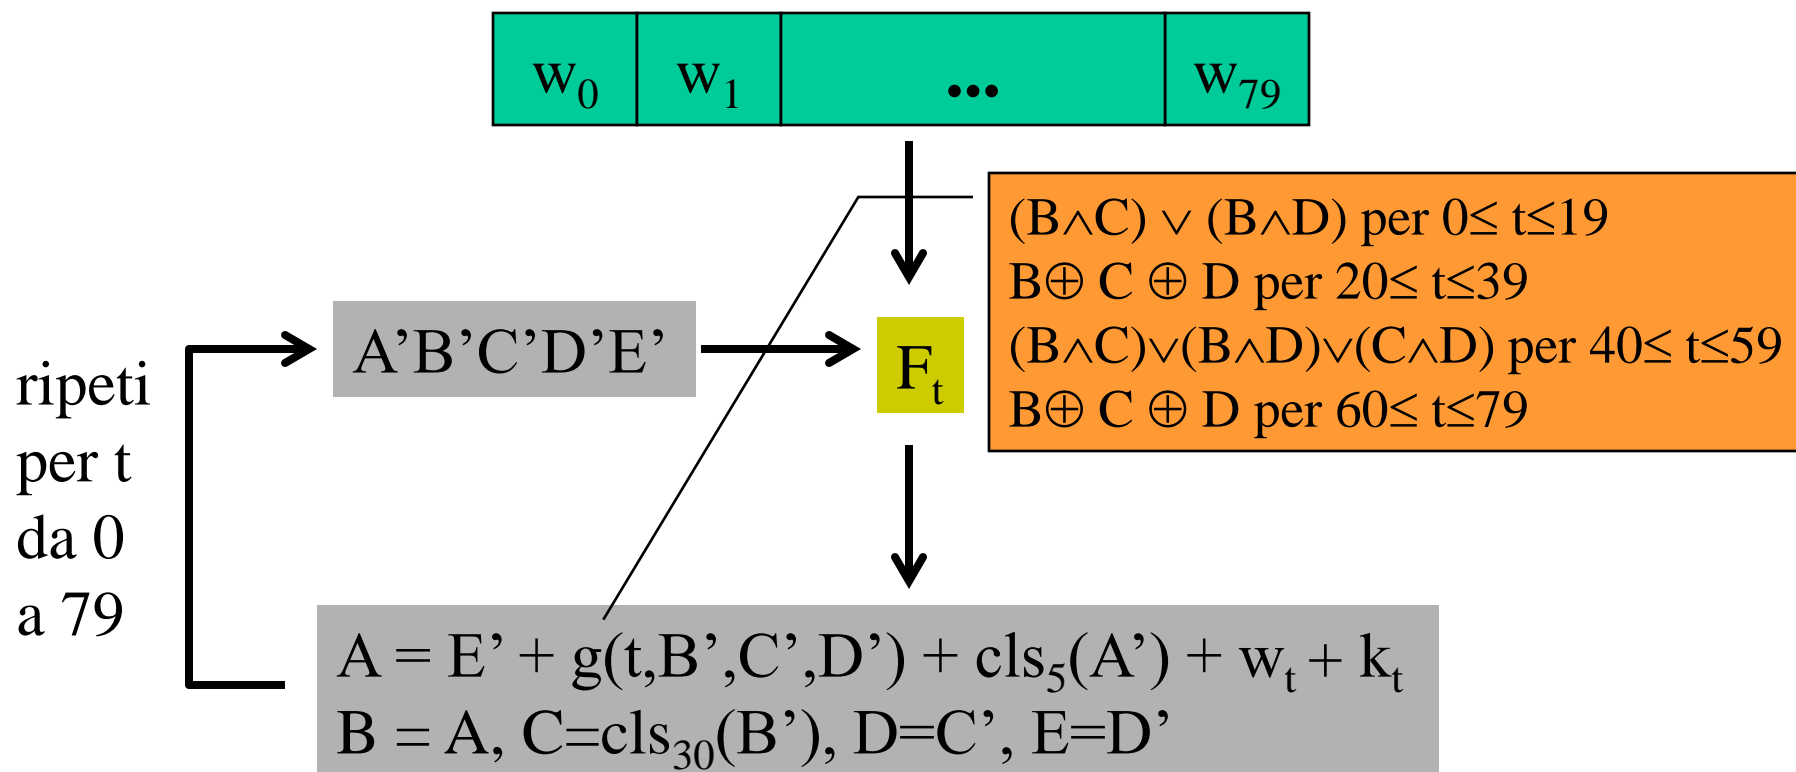 w₀ w₁ ... w₇₉
(B∧C) ∨ (B∧D) per 0≤ t≤19
B⊕ C ⊕ D per 20≤ t≤39
(B∧C)∨(B∧D)∨(C∧D) per 40≤ t≤59
B⊕ C ⊕ D per 60≤ t≤79
A’B’C’D’E’
Fₜ
ripeti
per t
da 0
a 79
A = E’ + g(t,B’,C’,D’) + cls₅(A’) + wₜ + kₜ
B = A, C=cls₃₀(B’), D=C’, E=D’